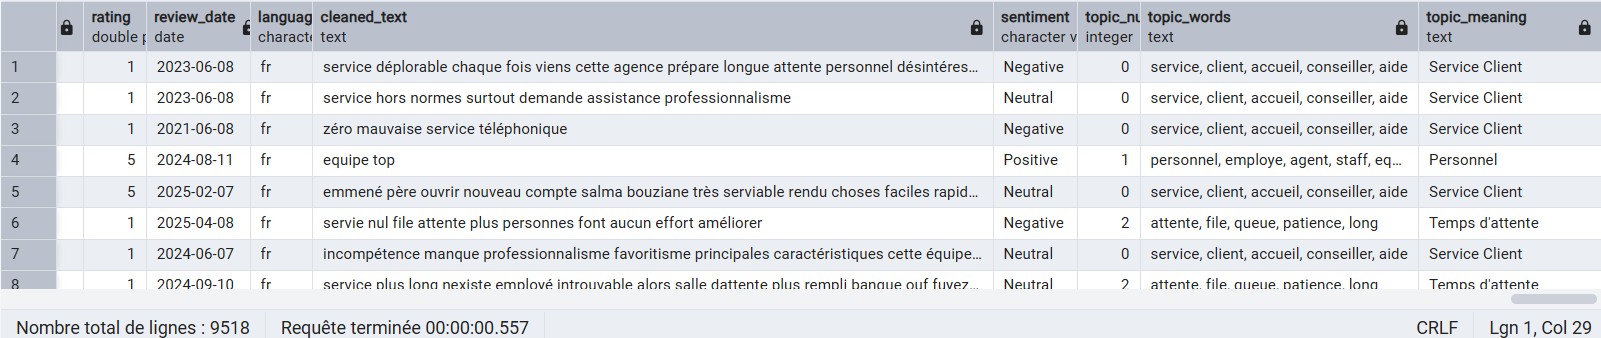 rating review_date languag cleaned_text sentiment topic_nu topic_words topic_meaning
double p date characte text character v integer text text
1 1 2023-06-08 fr service déplorable chaque fois viens cette agence prépare longue attente personnel désintéres… Negative 0 service, client, accueil, conseiller, aide Service Client
2 1 2023-06-08 fr service hors normes surtout demande assistance professionnalisme Neutral 0 service, client, accueil, conseiller, aide Service Client
3 1 2021-06-08 fr zéro mauvaise service téléphonique Negative 0 service, client, accueil, conseiller, aide Service Client
4 5 2024-08-11 fr equipe top Positive 1 personnel, employe, agent, staff, eq… Personnel
5 5 2025-02-07 fr emmené père ouvrir nouveau compte salma bouziane très serviable rendu choses faciles rapid… Neutral 0 service, client, accueil, conseiller, aide Service Client
6 1 2025-04-08 fr servie nul file attente plus personnes font aucun effort améliorer Negative 2 attente, file, queue, patience, long Temps d'attente
7 1 2024-06-07 fr incompétence manque professionnalisme favoritisme principales caractéristiques cette équipe… Neutral 0 service, client, accueil, conseiller, aide Service Client
8 1 2024-09-10 fr service plus long nexiste employé introuvable alors salle dattente plus rempli banque ouf fuyez… Neutral 2 attente, file, queue, patience, long Temps d'attente
Nombre total de lignes : 9518 Requête terminée 00:00:00.557 CRLF Lgn 1, Col 29